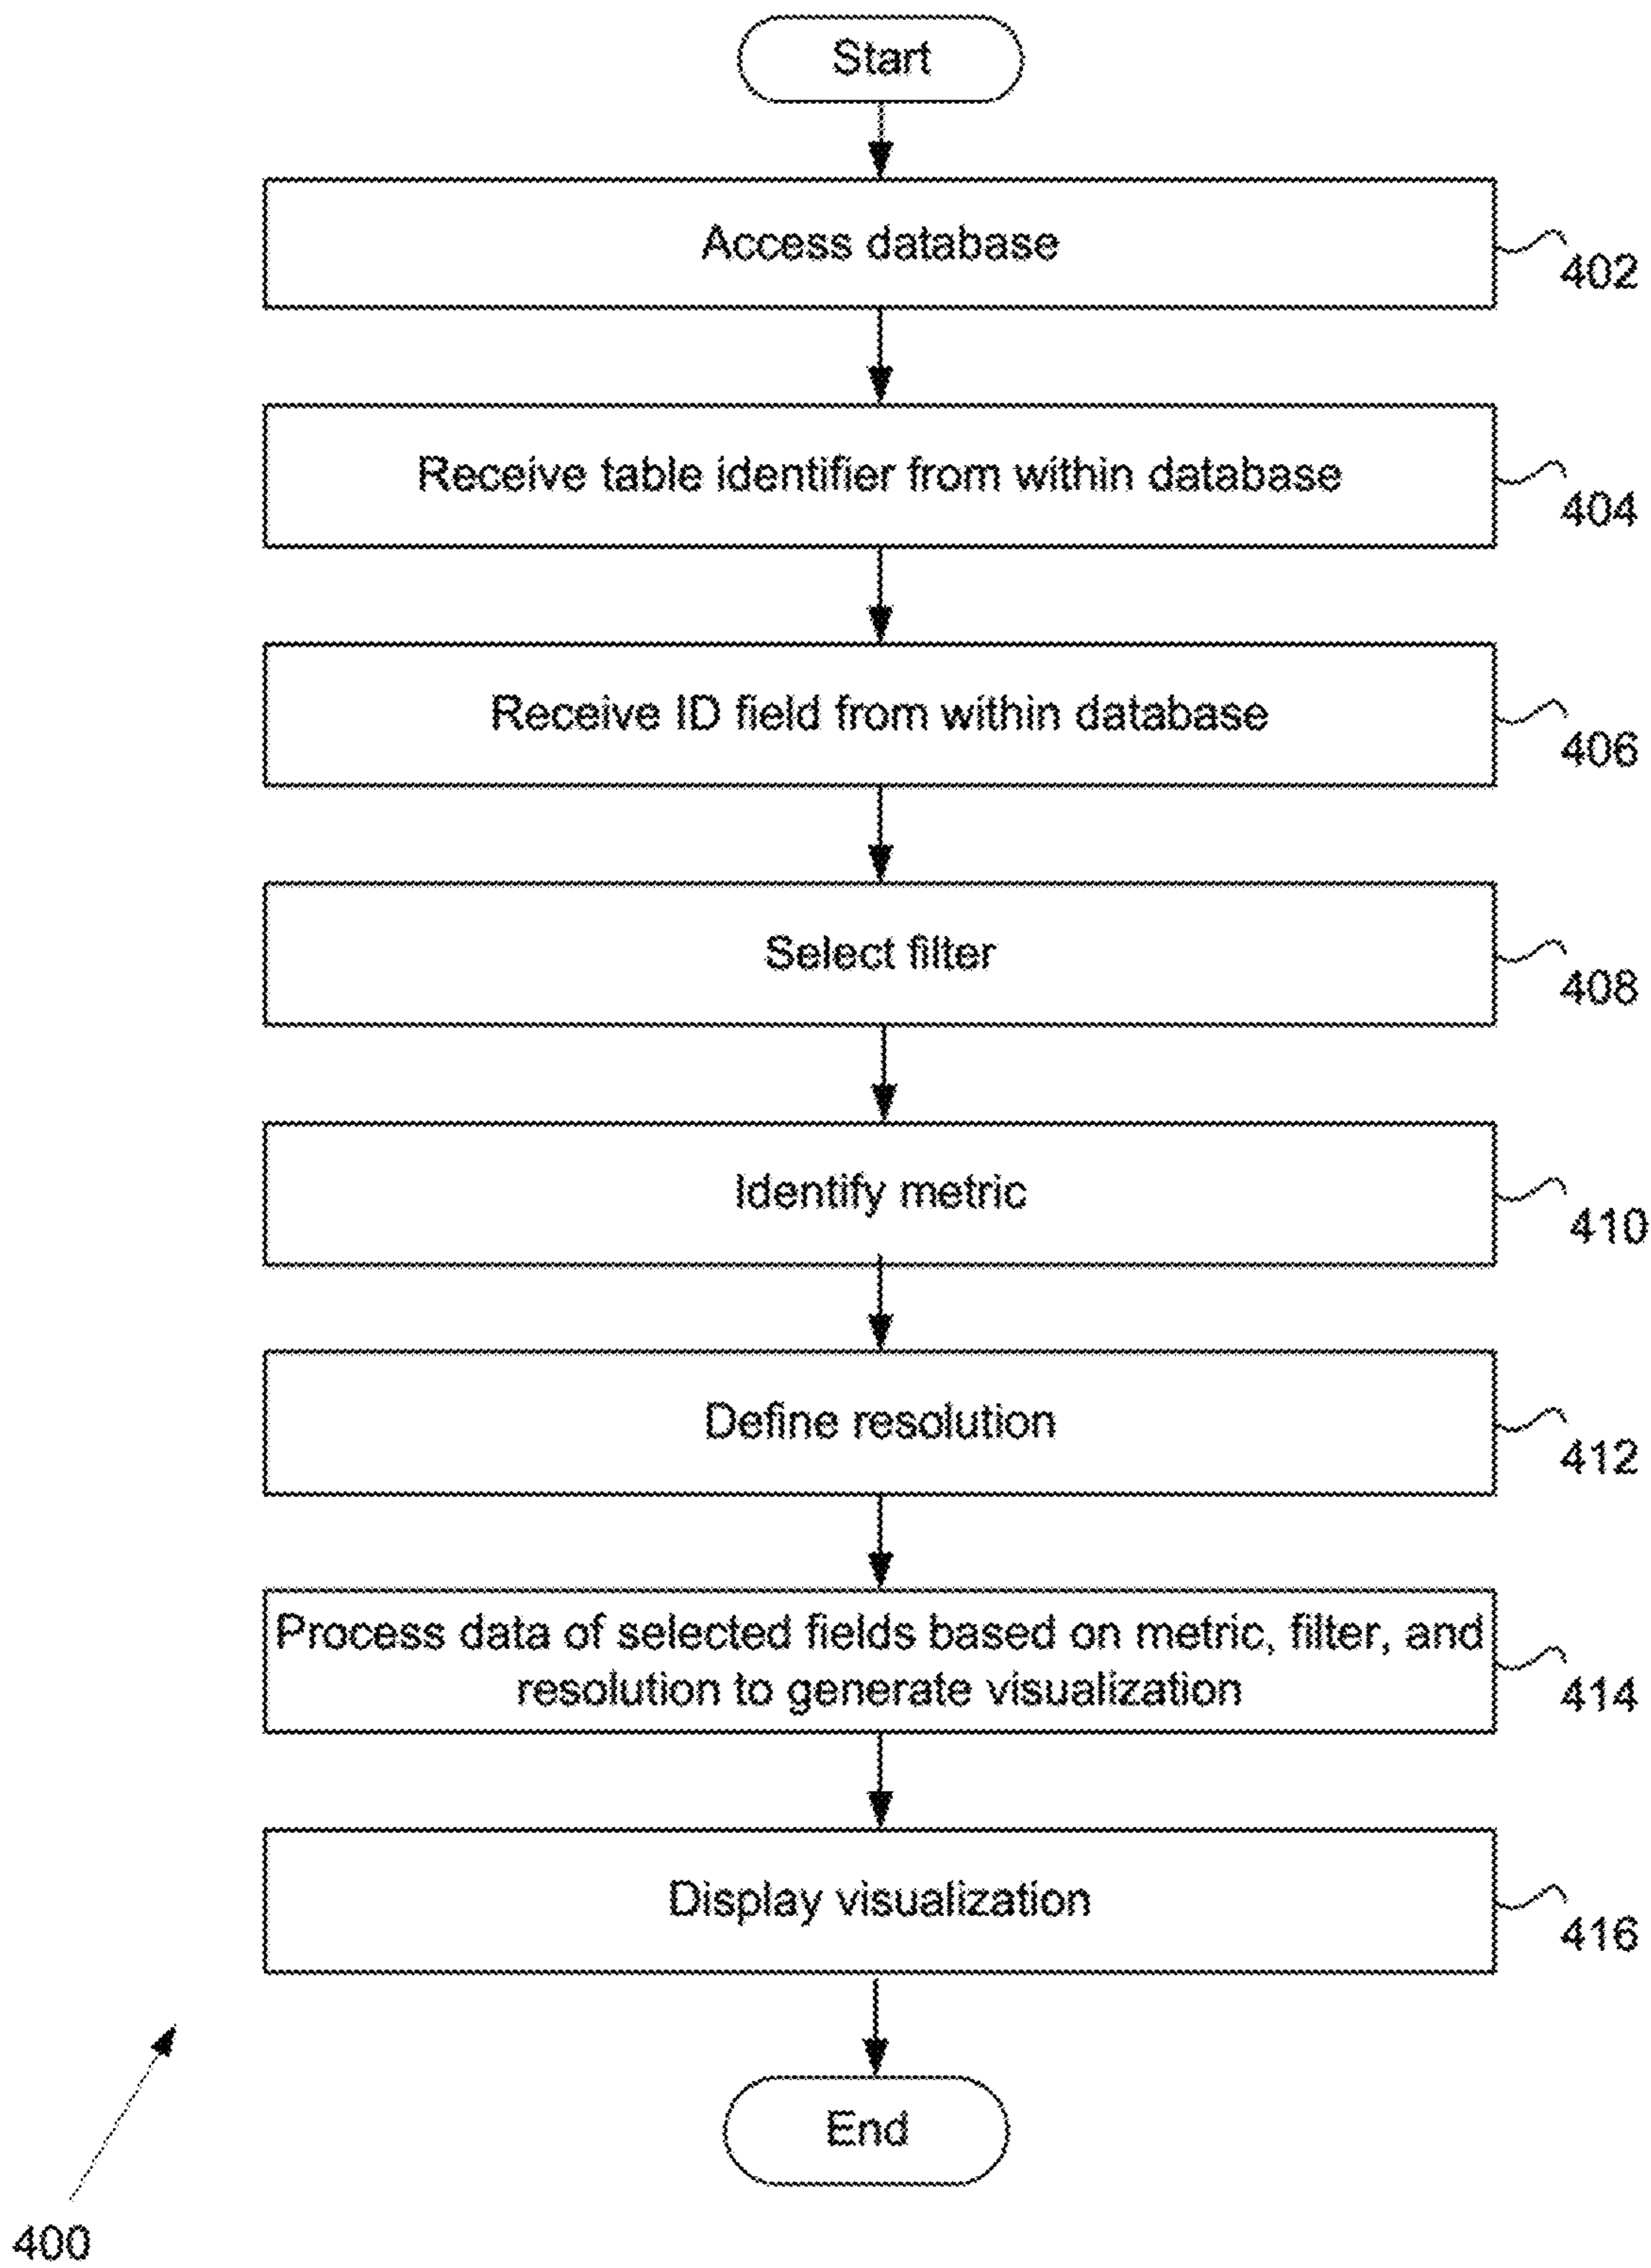 Start
Access database
402
Receive table identifier from within database
404
Receive ID field from within database
406
Select filter
408
Identify metric
410
Define resolution
412
Process data of selected fields based on metric, filter, and
resolution to generate visualization
414
Display visualization
416
End
400